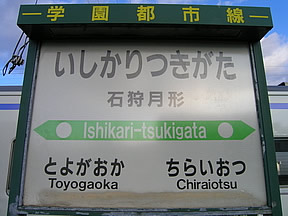 学園都市線
いしかりつきがた
石狩月形
Ishikari-tsukigata
とよがおか ちらいおつ
Toyogaoka Chiraiotsu